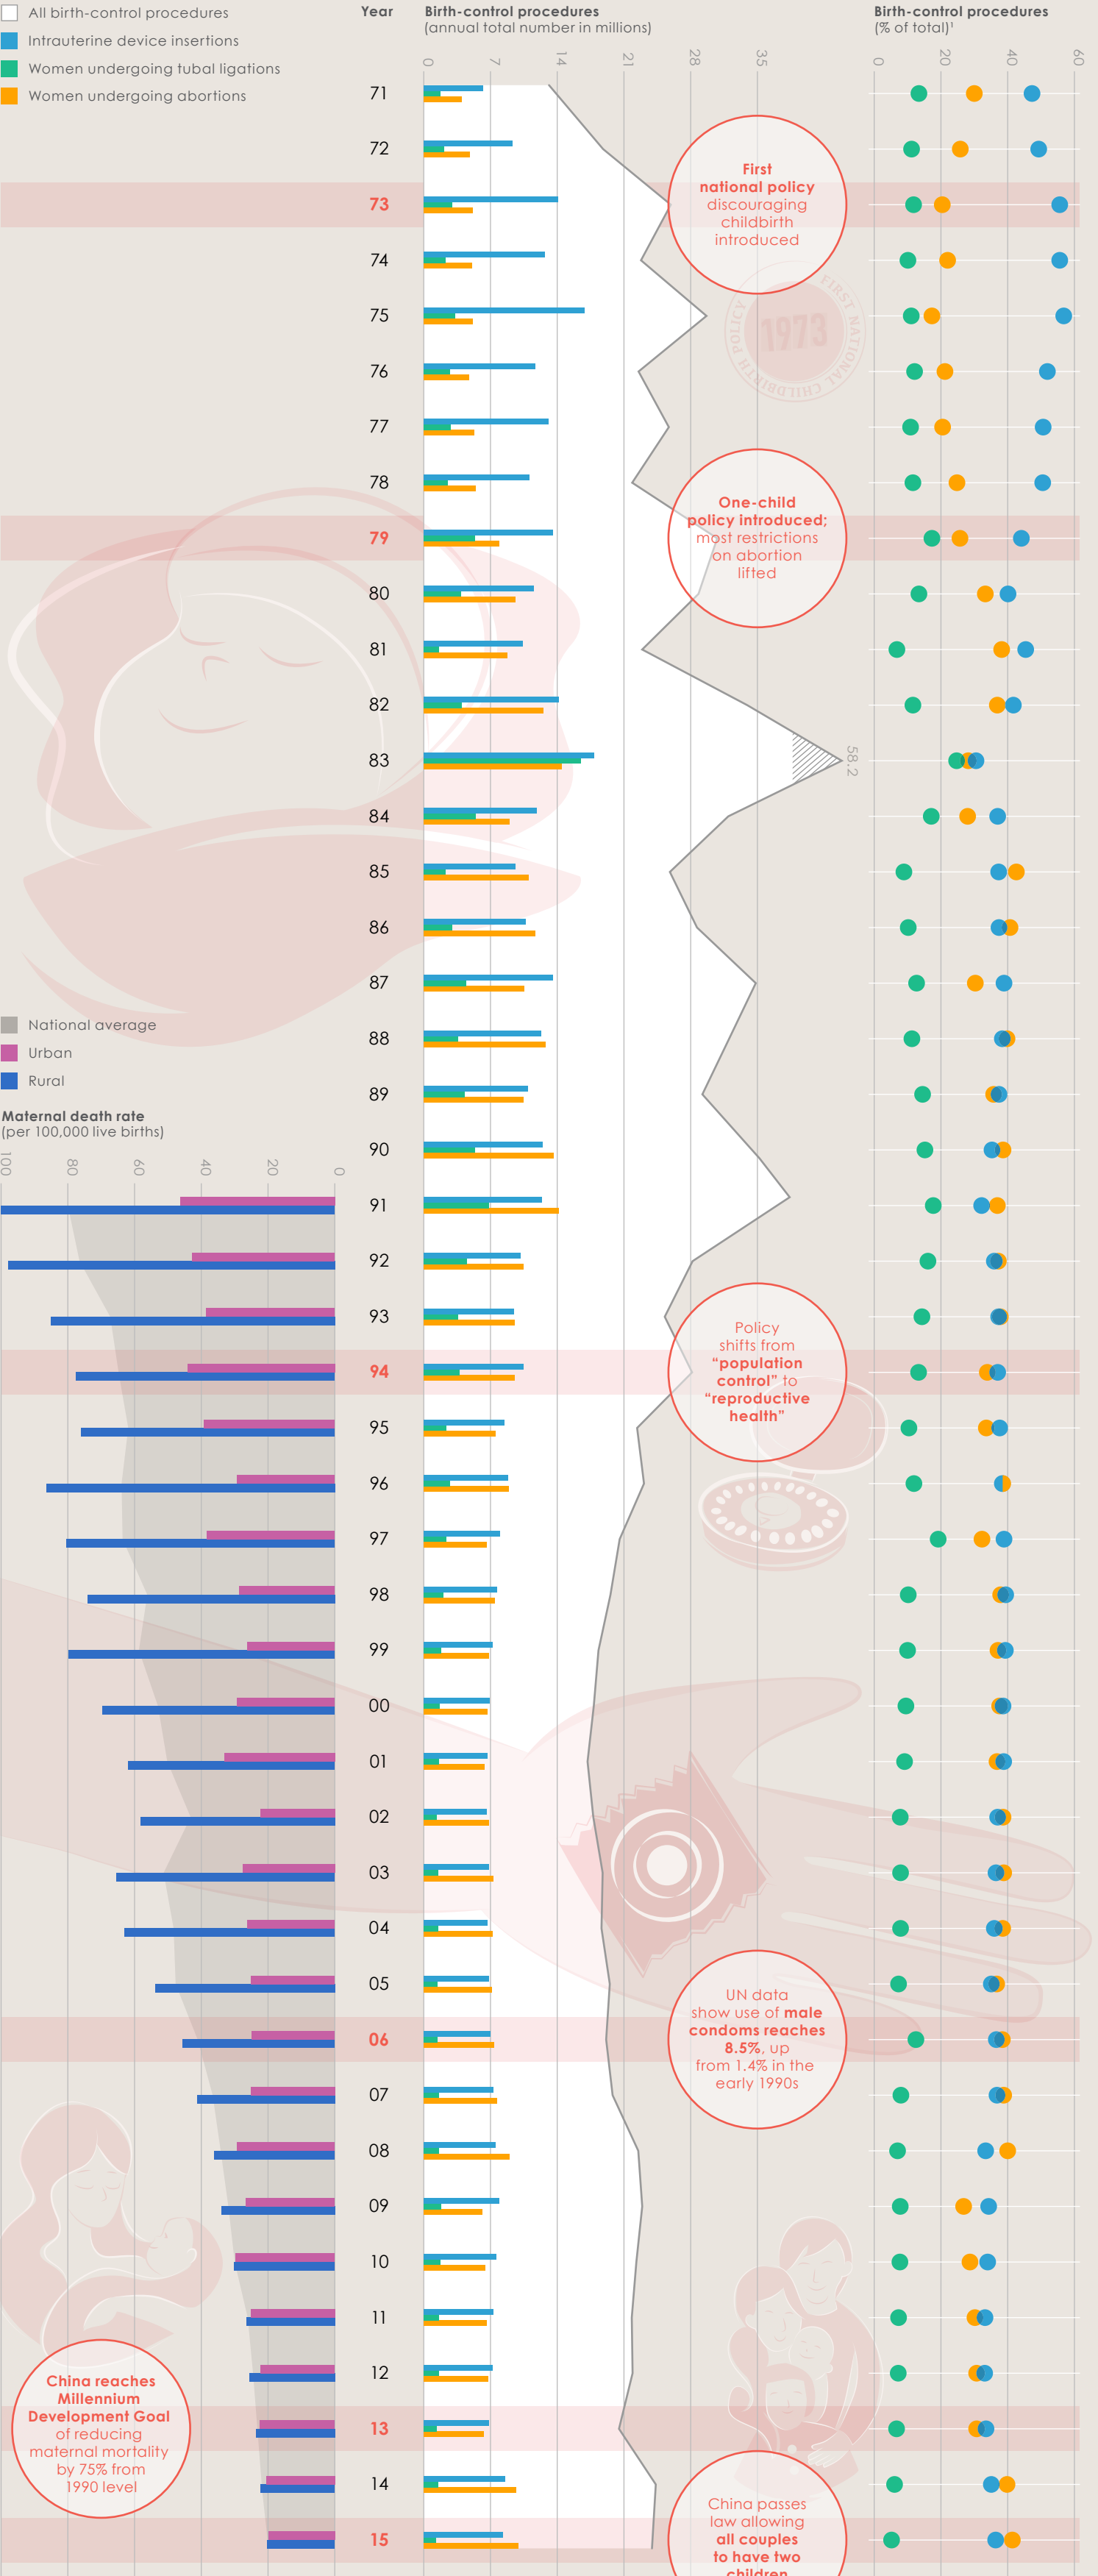 All birth-control procedures
Intrauterine device insertions
Women undergoing tubal ligations
Women undergoing abortions
Year
Birth-control procedures
(annual total number in millions)
0 7 14 21 28 35
Birth-control procedures
(% of total)¹
0 20 40 60
71
72
First
national policy
discouraging
childbirth
introduced
73
74
FIRST NATIONAL CHILDBIRTH POLICY
1973
75
76
77
78
One-child
policy introduced;
most restrictions
on abortion
lifted
79
80
81
82
83
58.2
84
85
86
87
National average
Urban
Rural
88
89
Maternal death rate
(per 100,000 live births)
100 80 60 40 20 0
90
91
92
93
Policy
shifts from
“population
control” to
“reproductive
health”
94
95
96
97
98
99
00
01
02
03
04
05
UN data
show use of male
condoms reaches
8.5%, up
from 1.4% in the
early 1990s
06
07
08
09
10
11
12
China reaches
Millennium
Development Goal
of reducing
maternal mortality
by 75% from
1990 level
13
14
China passes
law allowing
all couples
to have two
children
15